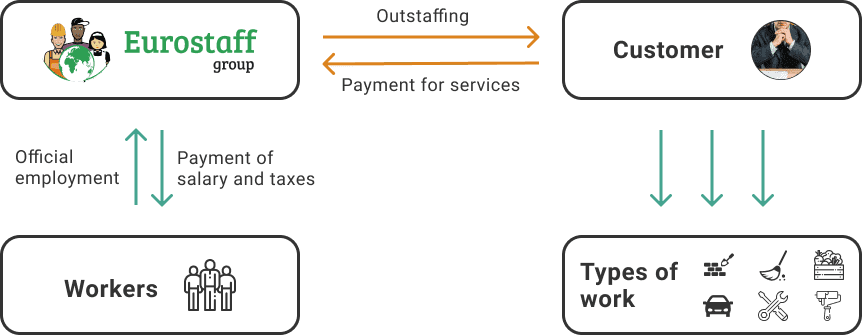 Eurostaff
group
Outstaffing
Payment for services
Customer
Official
employment
Payment of
salary and taxes
Workers
Types of
work